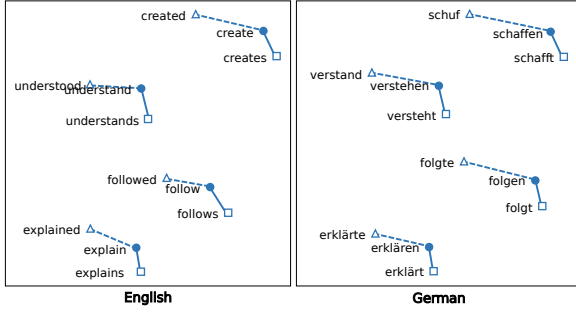 created
create
creates
understood
understand
understands
followed
follow
follows
explained
explain
explains
English
schuf
schaffen
schafft
verstand
verstehen
versteht
folgte
folgen
folgt
erklärte
erklären
erklärt
German